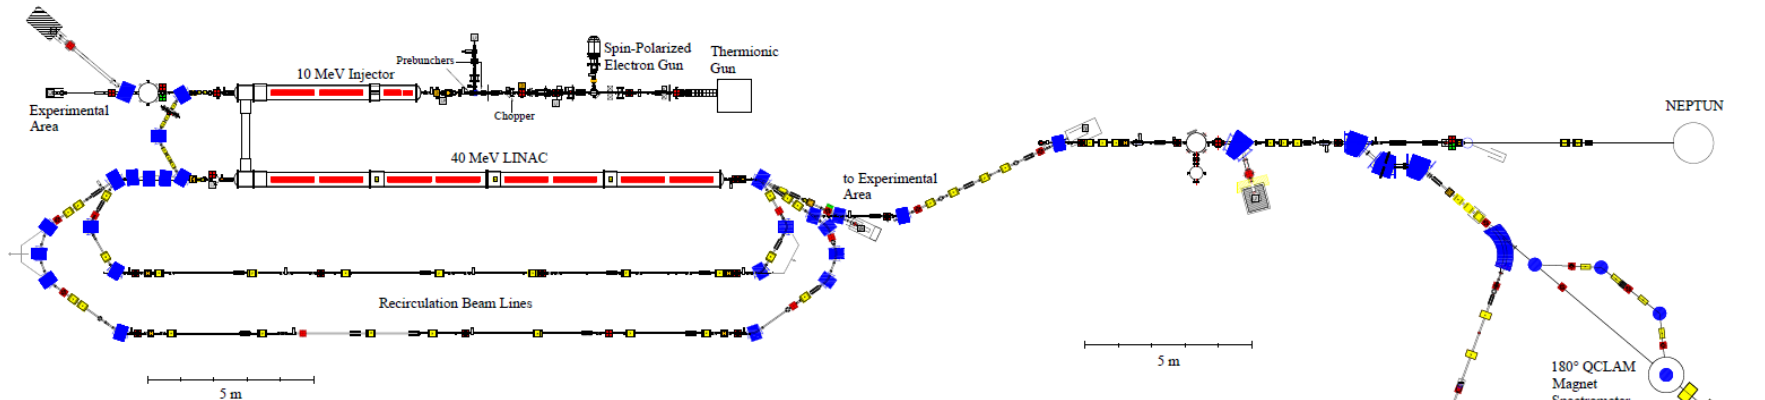 Spin-Polarized
Electron Gun
Thermionic
Gun
Prebunchers
10 MeV Injector
Experimental
Area
Chopper
NEPTUN
40 MeV LINAC
to Experimental
Area
Recirculation Beam Lines
5 m
5 m
180° QCLAM
Magnet
Spectrometer